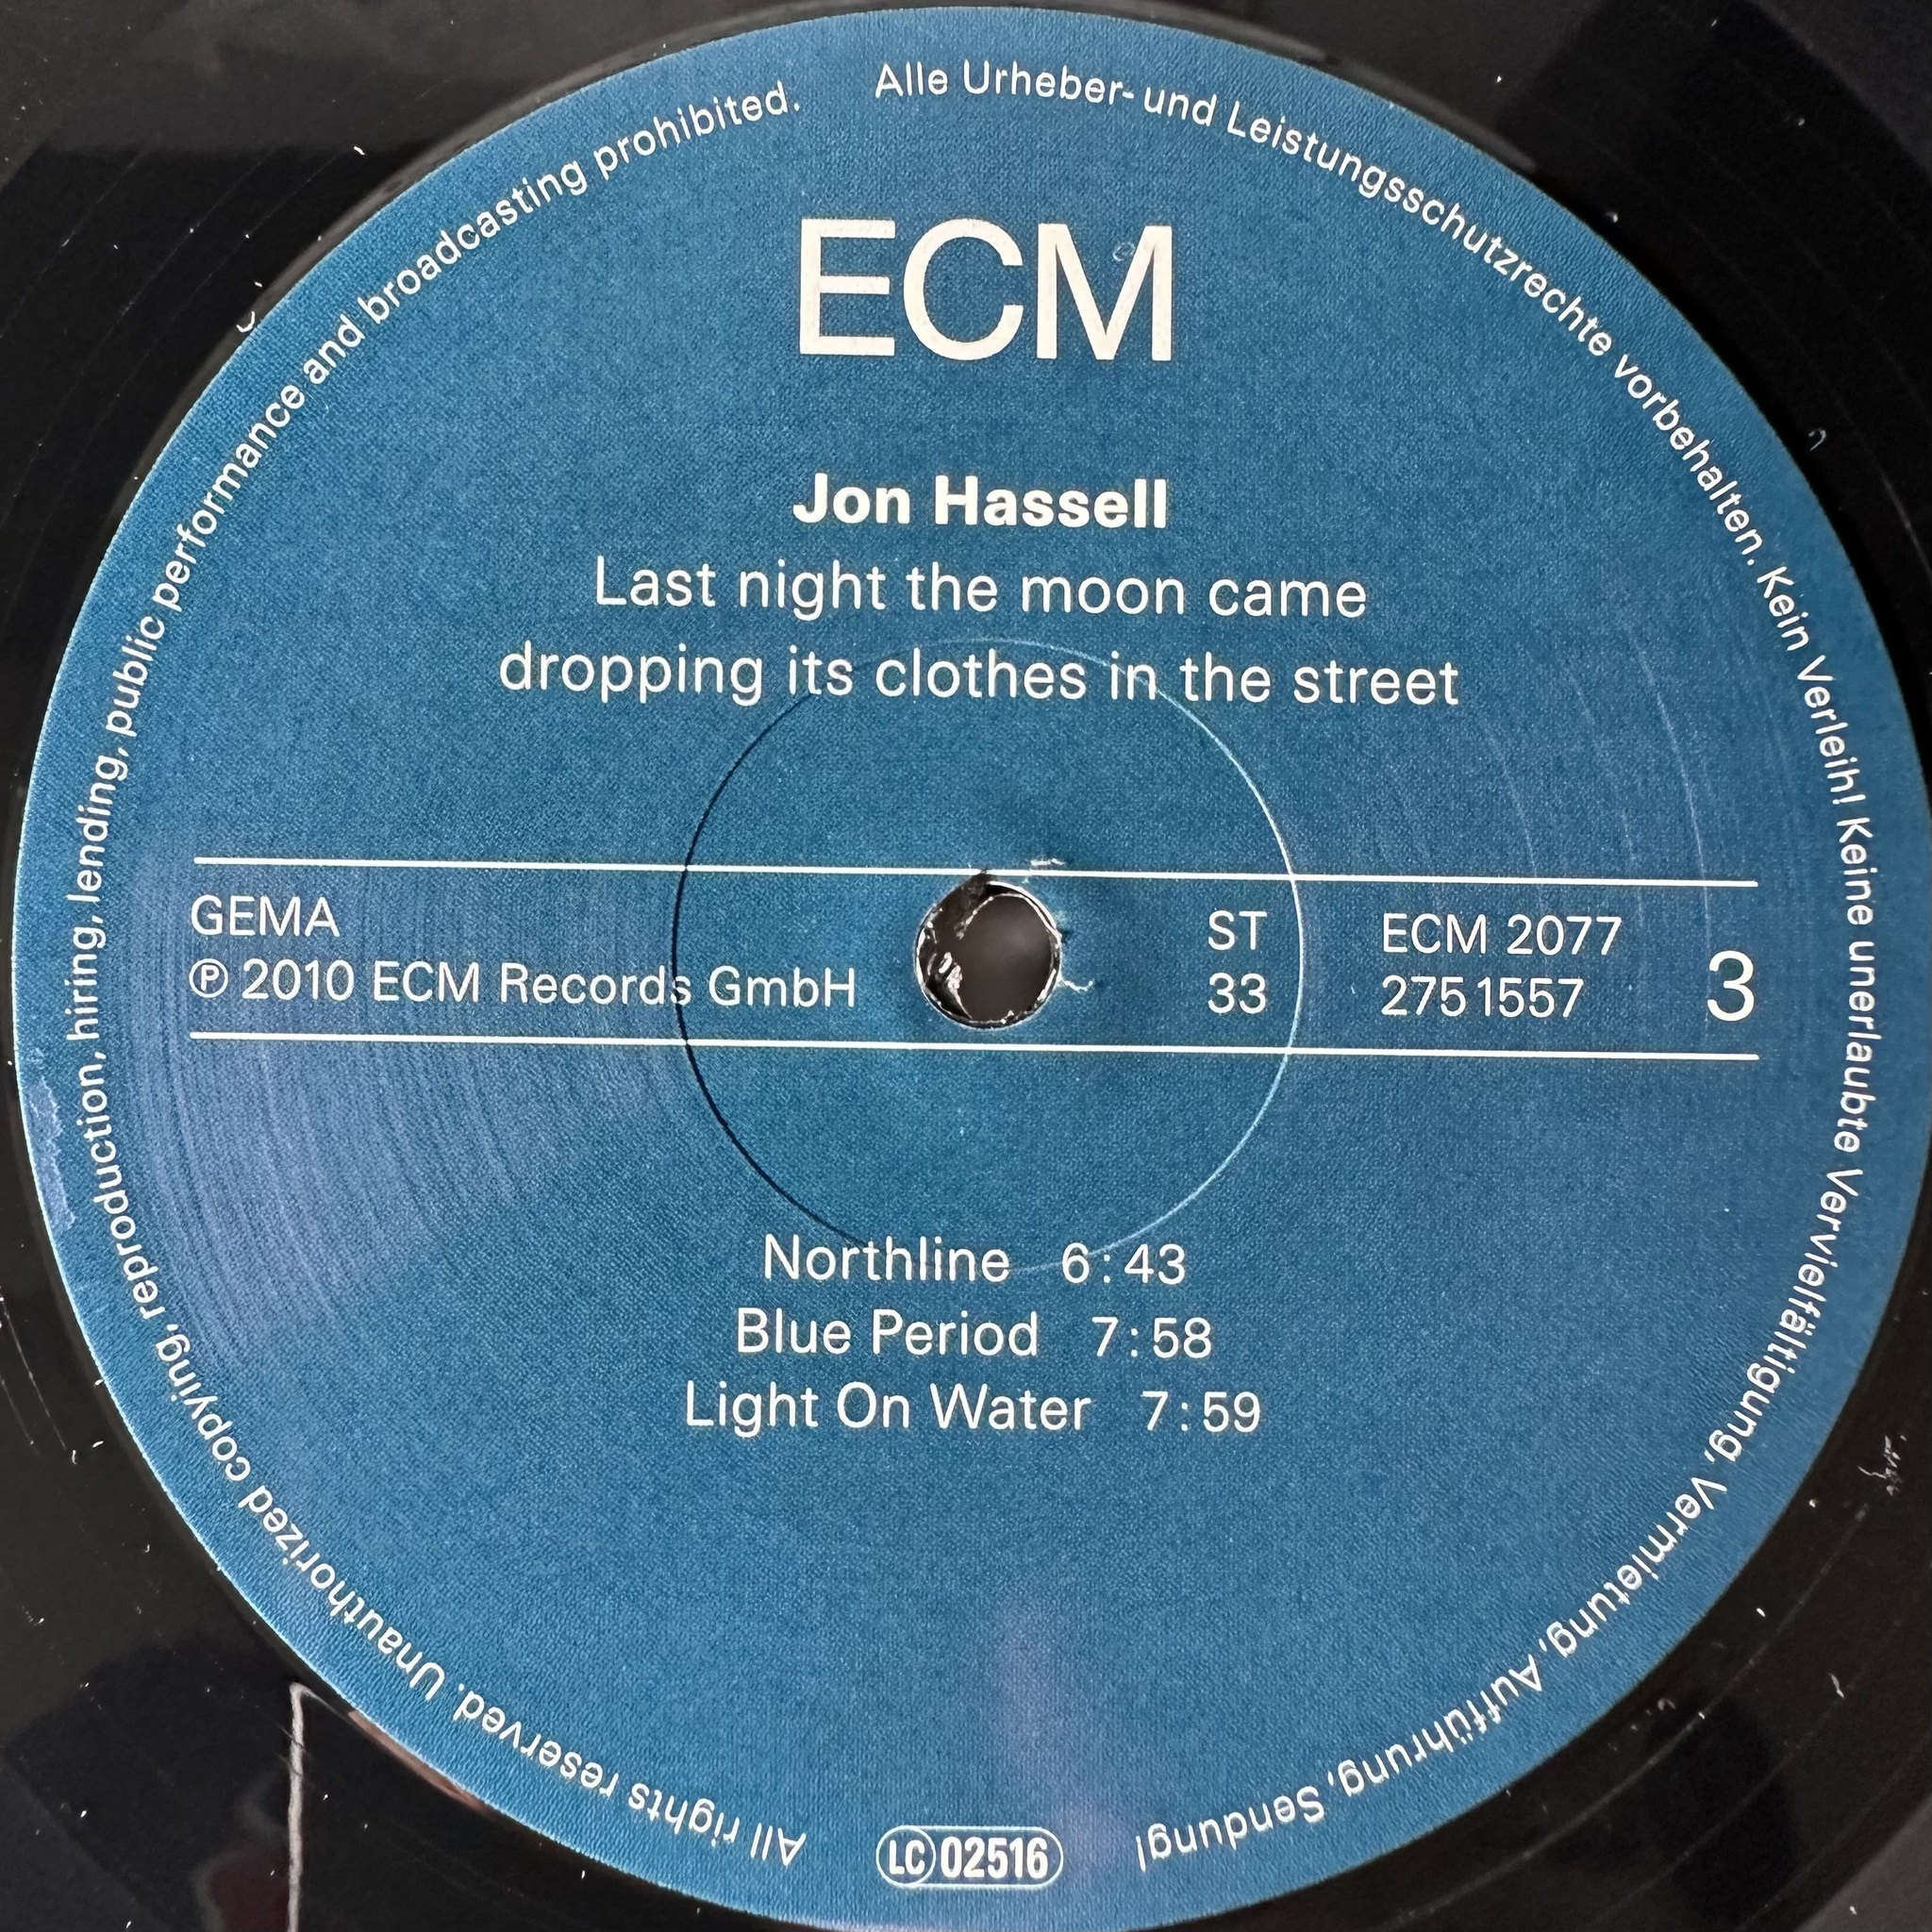 ECM
Jon Hassell
Last night the moon came
dropping its clothes in the street
GEMA
℗ 2010 ECM Records GmbH
ST
33
ECM 2077
275 1557
3
Northline 6:43
Blue Period 7:58
Light On Water 7:59
LC 02516
All rights reserved. Unauthorized copying, reproduction, hiring, lending, public performance and broadcasting prohibited.
Alle Urheber- und Leistungsschutzrechte vorbehalten. Kein Verleih! Keine unerlaubte Vervielfältigung, Vermietung, Aufführung, Sendung!